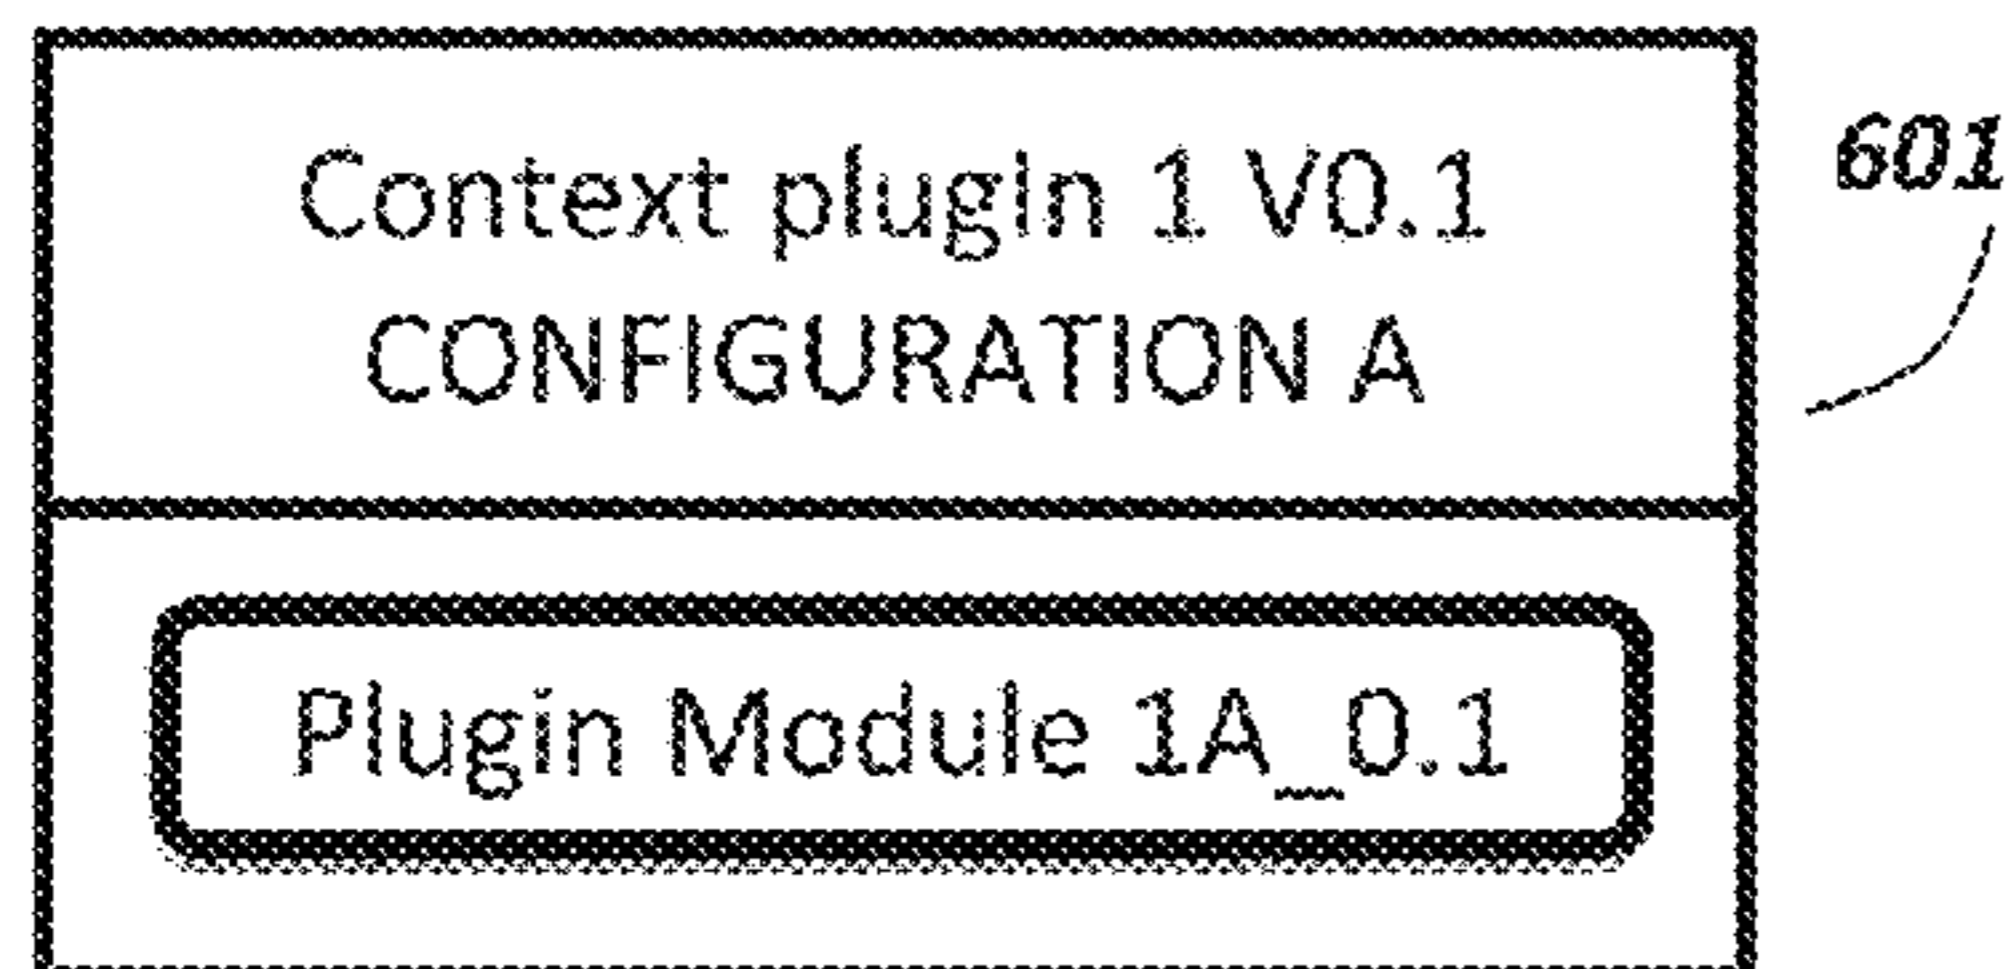 Context plugIn 1 V0.1
CONFIGURATION A
601
Plugin Module 1A_0.1